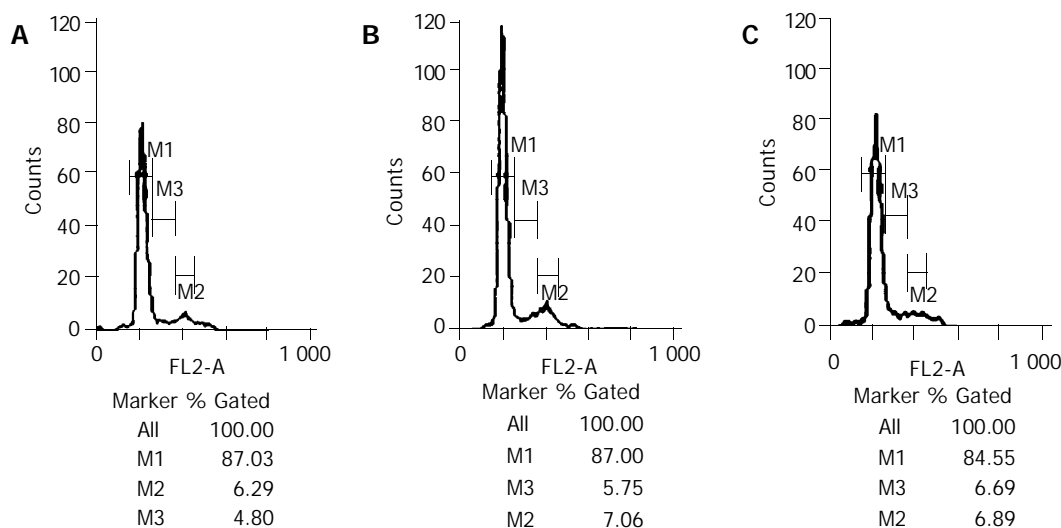 A
120
100
80
60
40
20
0
Counts
M1
M3
M2
0
1 000
FL2-A
Marker % Gated
All 100.00
M1 87.03
M2 6.29
M3 4.80
B
120
100
80
60
40
20
0
Counts
M1
M3
M2
0
1 000
FL2-A
Marker % Gated
All 100.00
M1 87.00
M3 5.75
M2 7.06
C
120
100
80
60
40
20
0
Counts
M1
M3
M2
0
1 000
FL2-A
Marker % Gated
All 100.00
M1 84.55
M3 6.69
M2 6.89